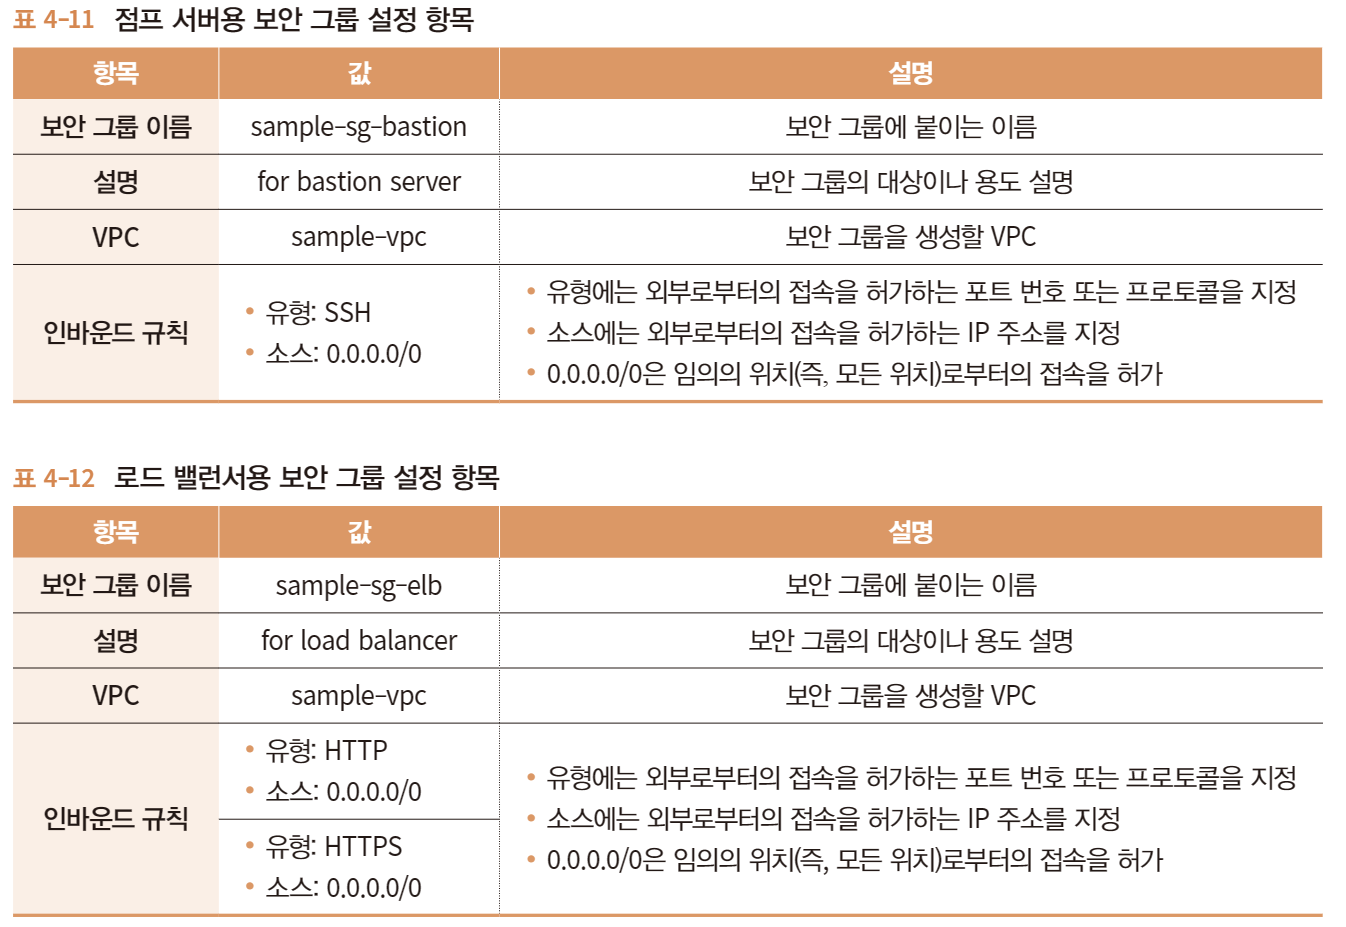 표 4-11 점프 서버용 보안 그룹 설정 항목
항목 값 설명
보안 그룹 이름 sample-sg-bastion 보안 그룹에 붙이는 이름
설명 for bastion server 보안 그룹의 대상이나 용도 설명
VPC sample-vpc 보안 그룹을 생성할 VPC
인바운드 규칙
• 유형: SSH
• 소스: 0.0.0.0/0
• 유형에는 외부로부터의 접속을 허가하는 포트 번호 또는 프로토콜을 지정
• 소스에는 외부로부터의 접속을 허가하는 IP 주소를 지정
• 0.0.0.0/0은 임의의 위치(즉, 모든 위치)로부터의 접속을 허가
표 4-12 로드 밸런서용 보안 그룹 설정 항목
항목 값 설명
보안 그룹 이름 sample-sg-elb 보안 그룹에 붙이는 이름
설명 for load balancer 보안 그룹의 대상이나 용도 설명
VPC sample-vpc 보안 그룹을 생성할 VPC
인바운드 규칙
• 유형: HTTP
• 소스: 0.0.0.0/0
• 유형: HTTPS
• 소스: 0.0.0.0/0
• 유형에는 외부로부터의 접속을 허가하는 포트 번호 또는 프로토콜을 지정
• 소스에는 외부로부터의 접속을 허가하는 IP 주소를 지정
• 0.0.0.0/0은 임의의 위치(즉, 모든 위치)로부터의 접속을 허가